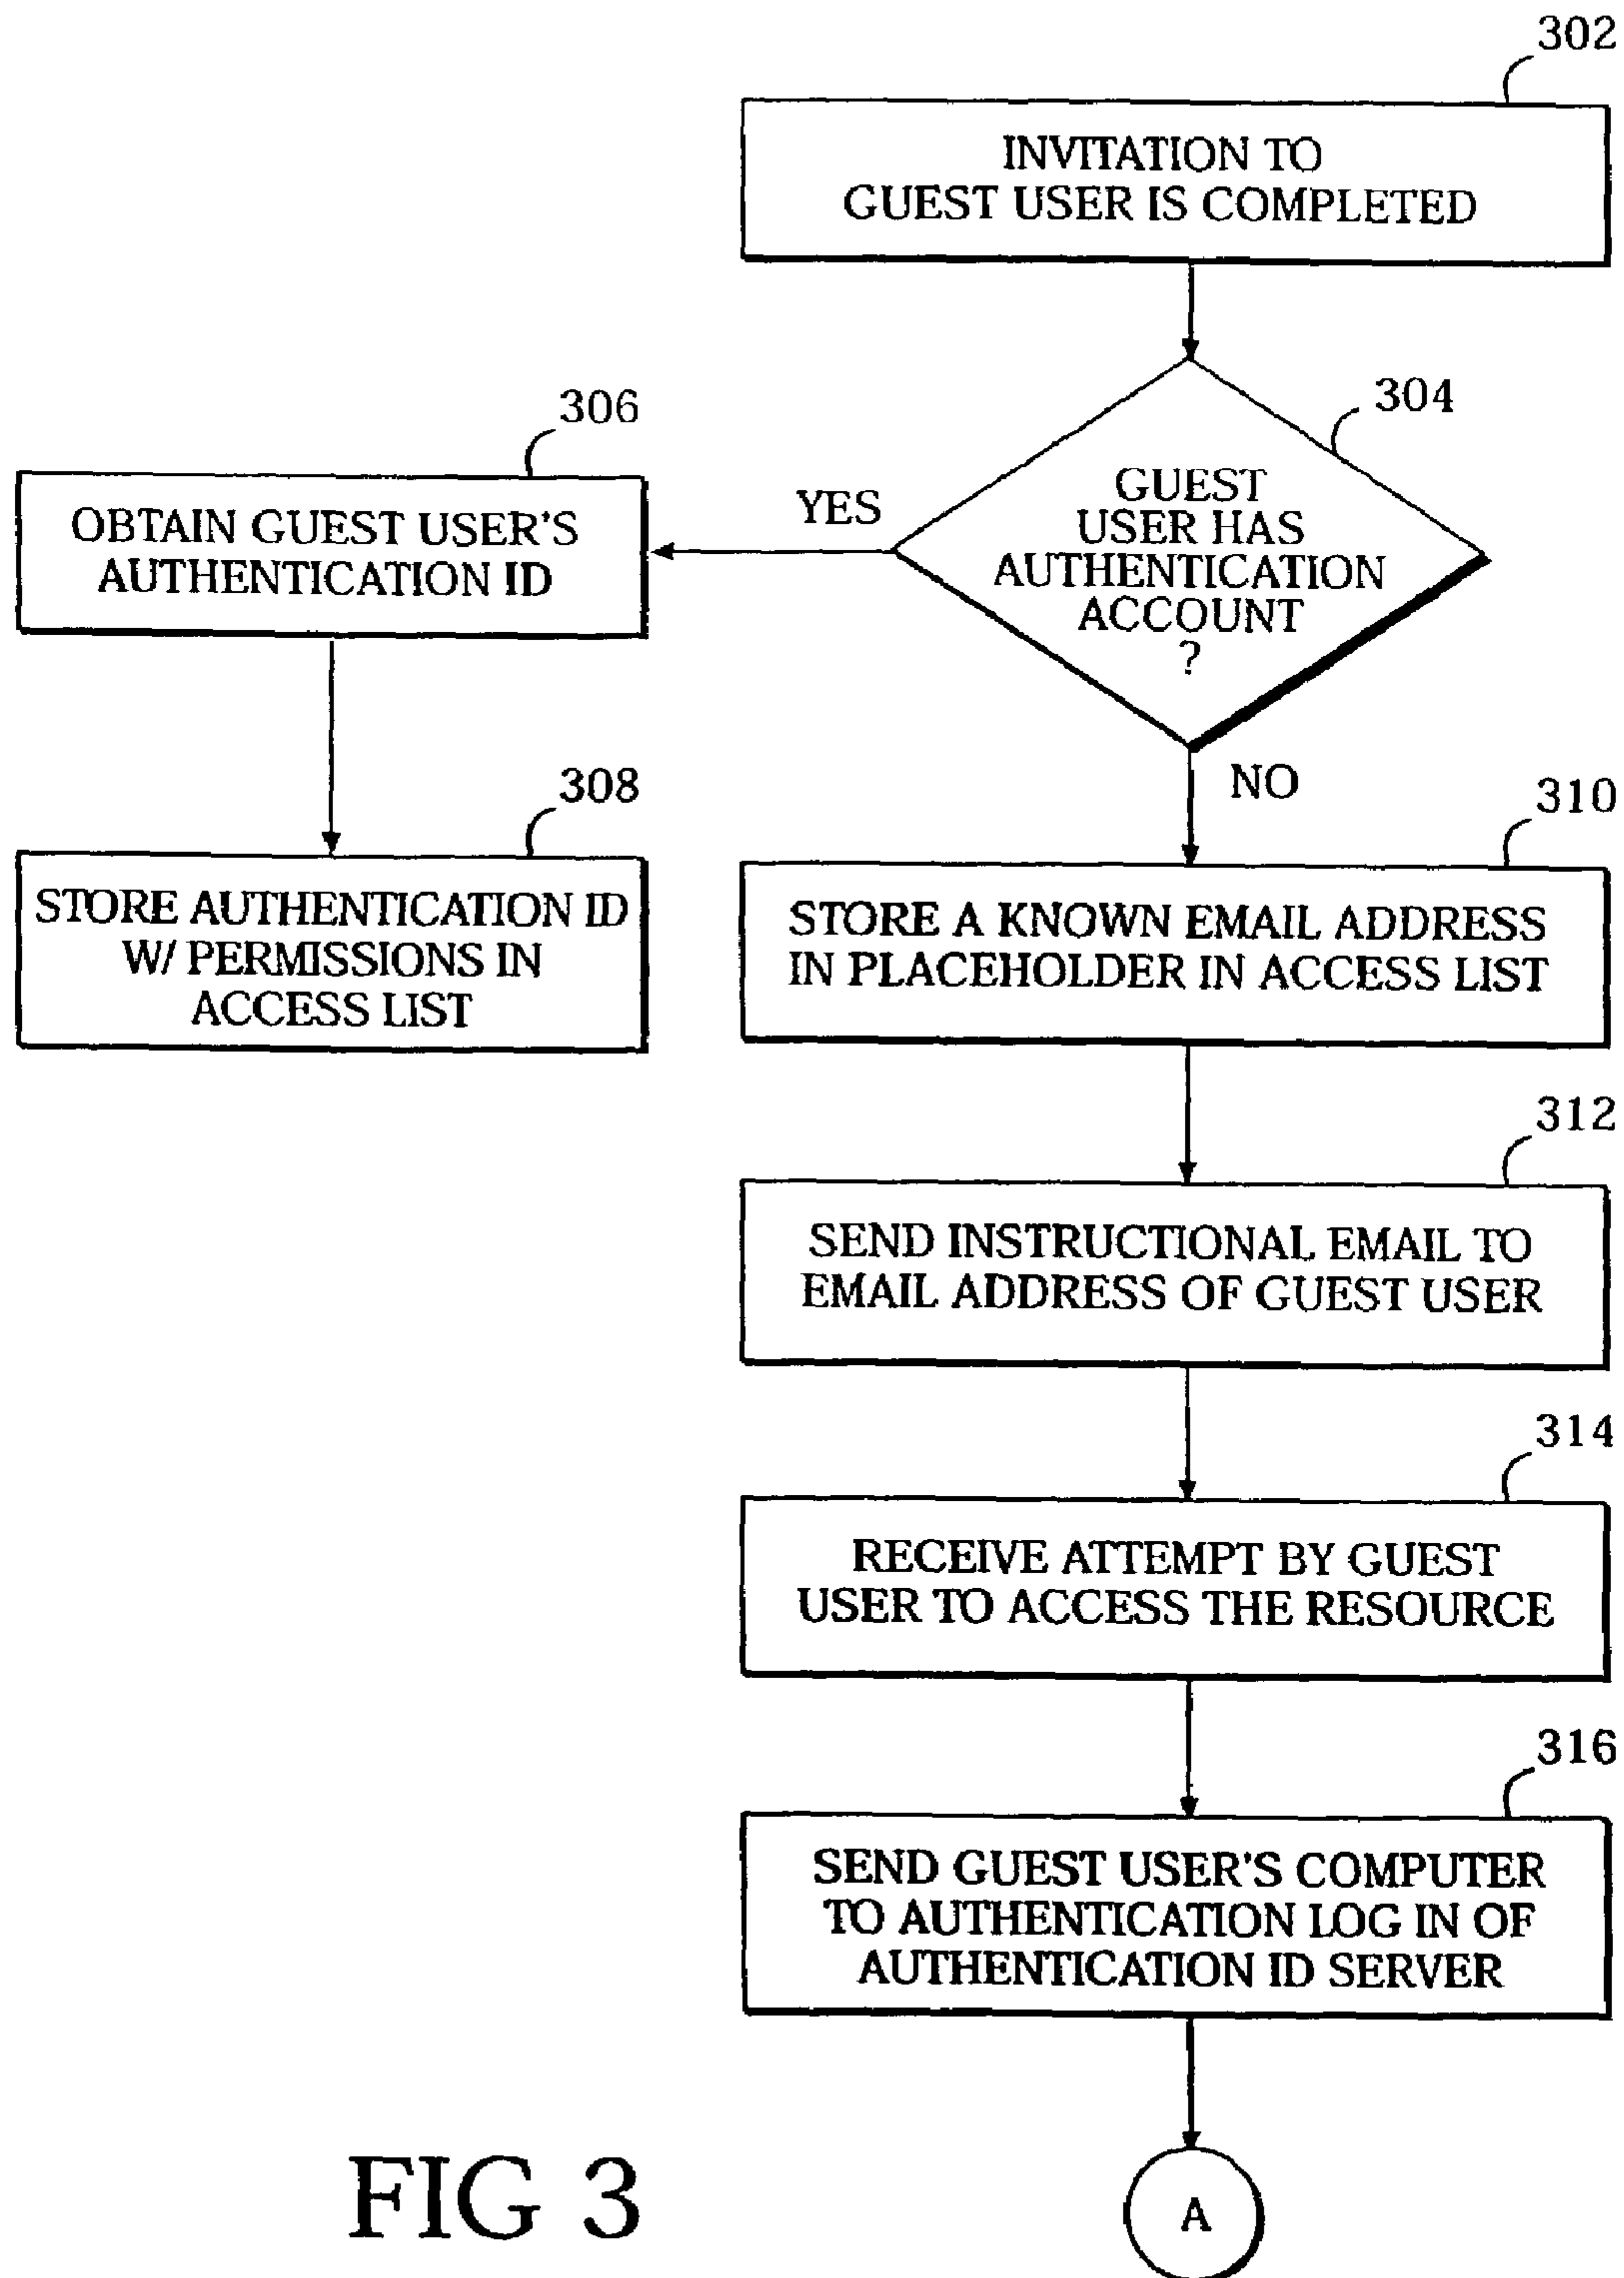 302
INVITATION TO
GUEST USER IS COMPLETED
304
GUEST
USER HAS
AUTHENTICATION
ACCOUNT
?
YES
306
OBTAIN GUEST USER'S
AUTHENTICATION ID
308
STORE AUTHENTICATION ID
W/ PERMISSIONS IN
ACCESS LIST
NO
310
STORE A KNOWN EMAIL ADDRESS
IN PLACEHOLDER IN ACCESS LIST
312
SEND INSTRUCTIONAL EMAIL TO
EMAIL ADDRESS OF GUEST USER
314
RECEIVE ATTEMPT BY GUEST
USER TO ACCESS THE RESOURCE
316
SEND GUEST USER'S COMPUTER
TO AUTHENTICATION LOG IN OF
AUTHENTICATION ID SERVER
A
FIG 3